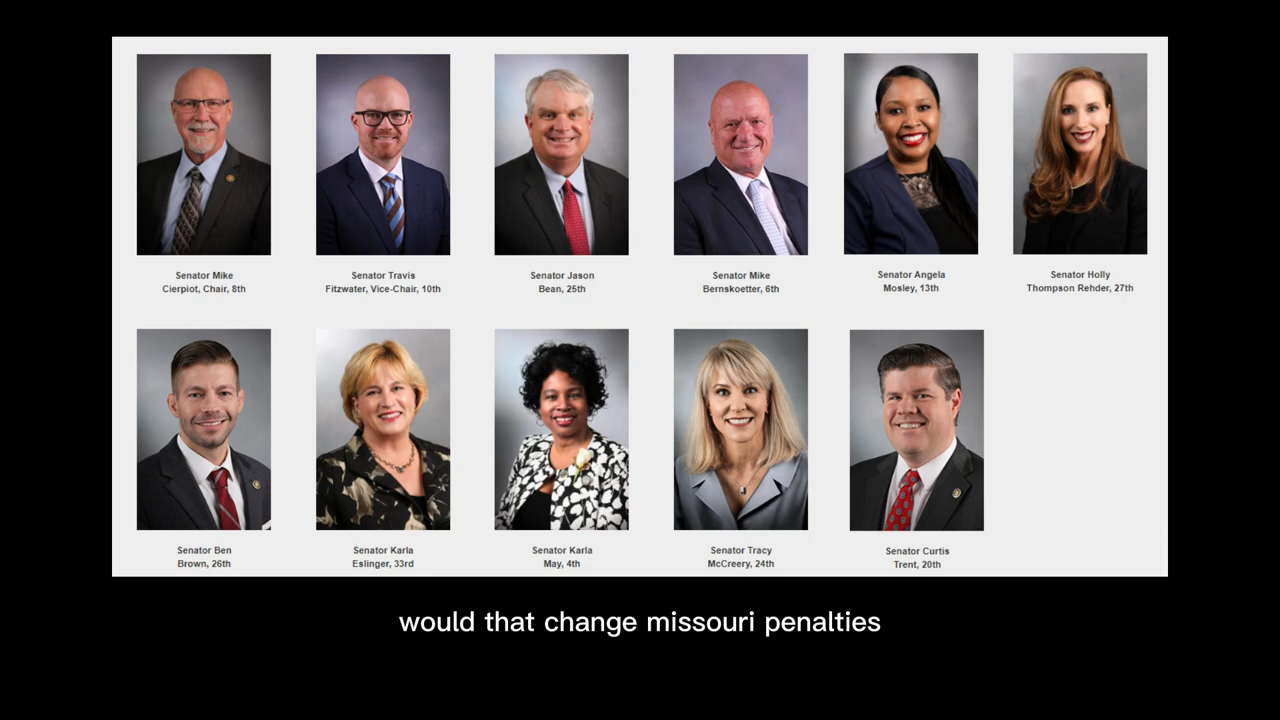 Senator Mike
Cierpiot, Chair, 8th
Senator Travis
Fitzwater, Vice-Chair, 10th
Senator Jason
Bean, 25th
Senator Mike
Bernskoetter, 6th
Senator Angela
Mosley, 13th
Senator Holly
Thompson Rehder, 27th
Senator Ben
Brown, 26th
Senator Karla
Eslinger, 33rd
Senator Karla
May, 4th
Senator Tracy
McCreery, 24th
Senator Curtis
Trent, 20th
would that change missouri penalties